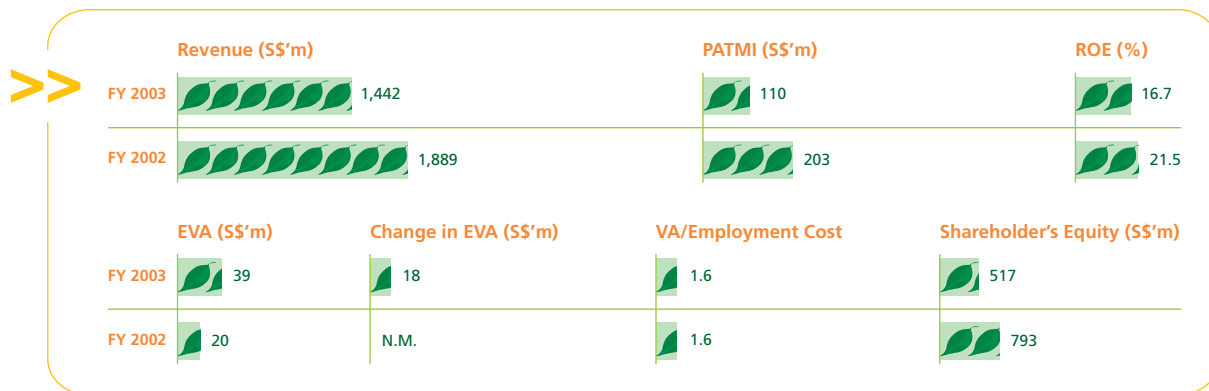 Revenue (S$’m) PATMI (S$’m) ROE (%)
>> FY 2003 1,442 110 16.7
FY 2002 1,889 203 21.5
EVA (S$’m) Change in EVA (S$’m) VA/Employment Cost Shareholder’s Equity (S$’m)
FY 2003 39 18 1.6 517
FY 2002 20 N.M. 1.6 793